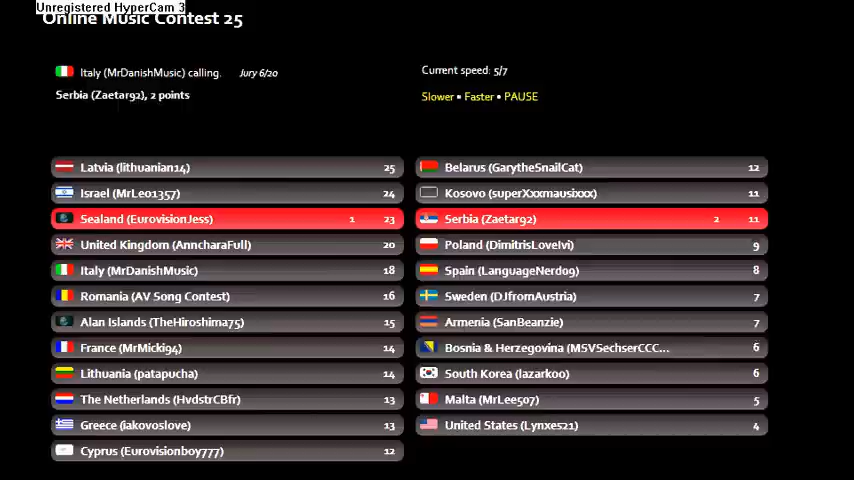 Unregistered HyperCam 3
Online Music Contest 25
Italy (MrDanishMusic) calling. Jury 6/20
Serbia (Zaetar92), 2 points
Current speed: 5/7
Slower • Faster • PAUSE
Latvia (lithuanian14) 25
Israel (MrLeo1357) 24
Sealand (EurovisionJess) 1 23
United Kingdom (AnncharaFull) 20
Italy (MrDanishMusic) 18
Romania (AV Song Contest) 16
Alan Islands (TheHiroshima75) 15
France (MrMicki94) 14
Lithuania (patapucha) 14
The Netherlands (HvdstrCBfr) 13
Greece (iakovoslove) 13
Cyprus (Eurovisionboy777) 12
Belarus (GarytheSnailCat) 12
Kosovo (superXxxmausixxx) 11
Serbia (Zaetar92) 2 11
Poland (DimitrisLovelvi) 9
Spain (LanguageNerd09) 8
Sweden (DJfromAustria) 7
Armenia (SanBeanzie) 7
Bosnia & Herzegovina (MSVSechserCCC... 6
South Korea (lazarkoo) 6
Malta (MrLee507) 5
United States (Lynxes21) 4